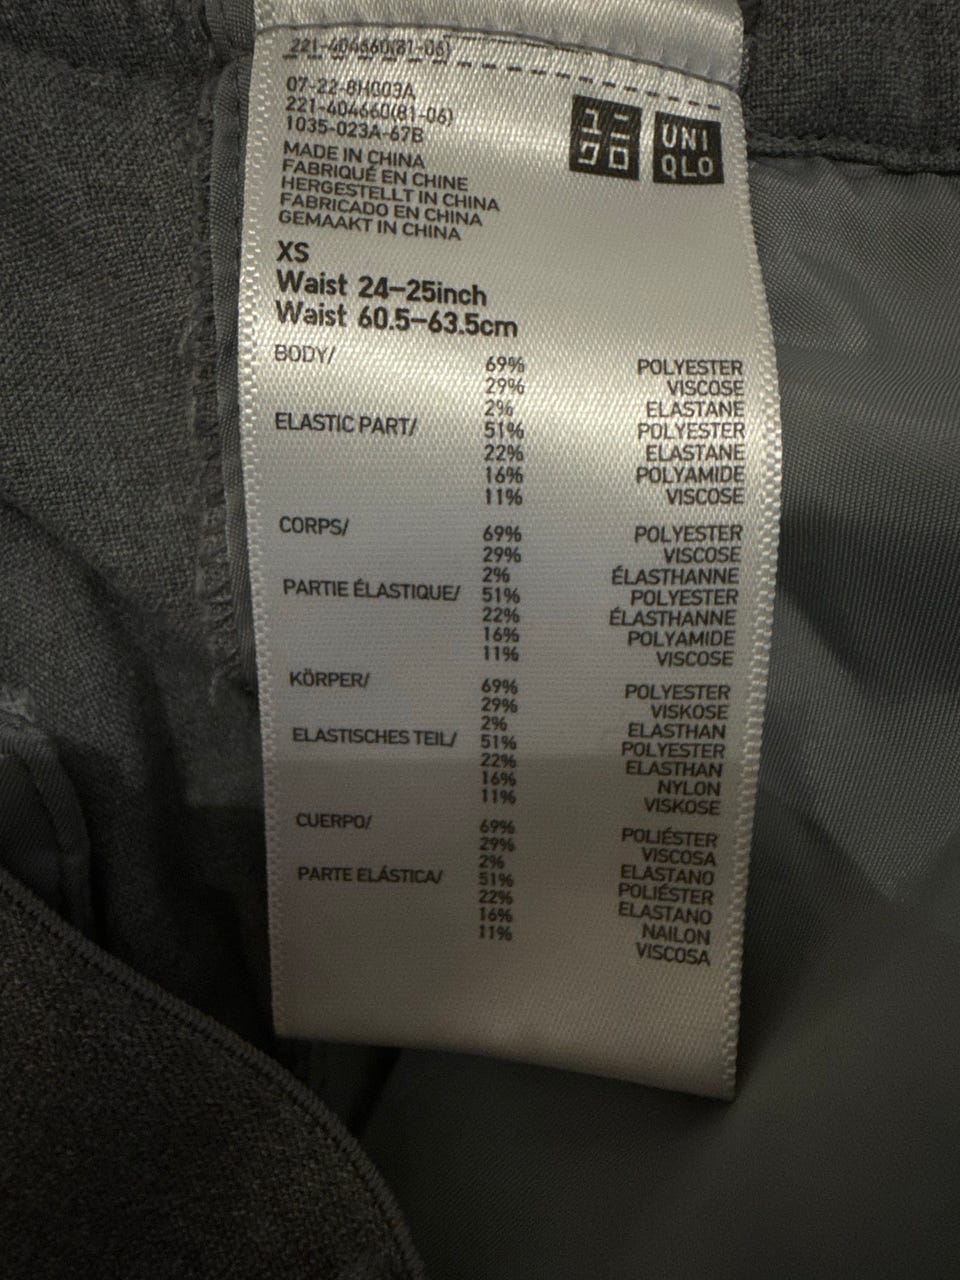 221-404660(81-06)
07-22-8H003A
221-404660(81-06)
1035-023A-67B
ユニ
クロ
UNI
QLO
MADE IN CHINA
FABRIQUÉ EN CHINE
HERGESTELLT IN CHINA
FABRICADO EN CHINA
GEMAAKT IN CHINA
XS
Waist 24-25inch
Waist 60.5-63.5cm
BODY/ 69% POLYESTER
29% VISCOSE
2% ELASTANE
ELASTIC PART/ 51% POLYESTER
22% ELASTANE
16% POLYAMIDE
11% VISCOSE
CORPS/ 69% POLYESTER
29% VISCOSE
2% ÉLASTHANNE
PARTIE ÉLASTIQUE/ 51% POLYESTER
22% ÉLASTHANNE
16% POLYAMIDE
11% VISCOSE
KÖRPER/ 69% POLYESTER
29% VISKOSE
2% ELASTHAN
ELASTISCHES TEIL/ 51% POLYESTER
22% ELASTHAN
16% NYLON
11% VISKOSE
CUERPO/ 69% POLIÉSTER
29% VISCOSA
2% ELASTANO
PARTE ELÁSTICA/ 51% POLIÉSTER
22% ELASTANO
16% NAILON
11% VISCOSA